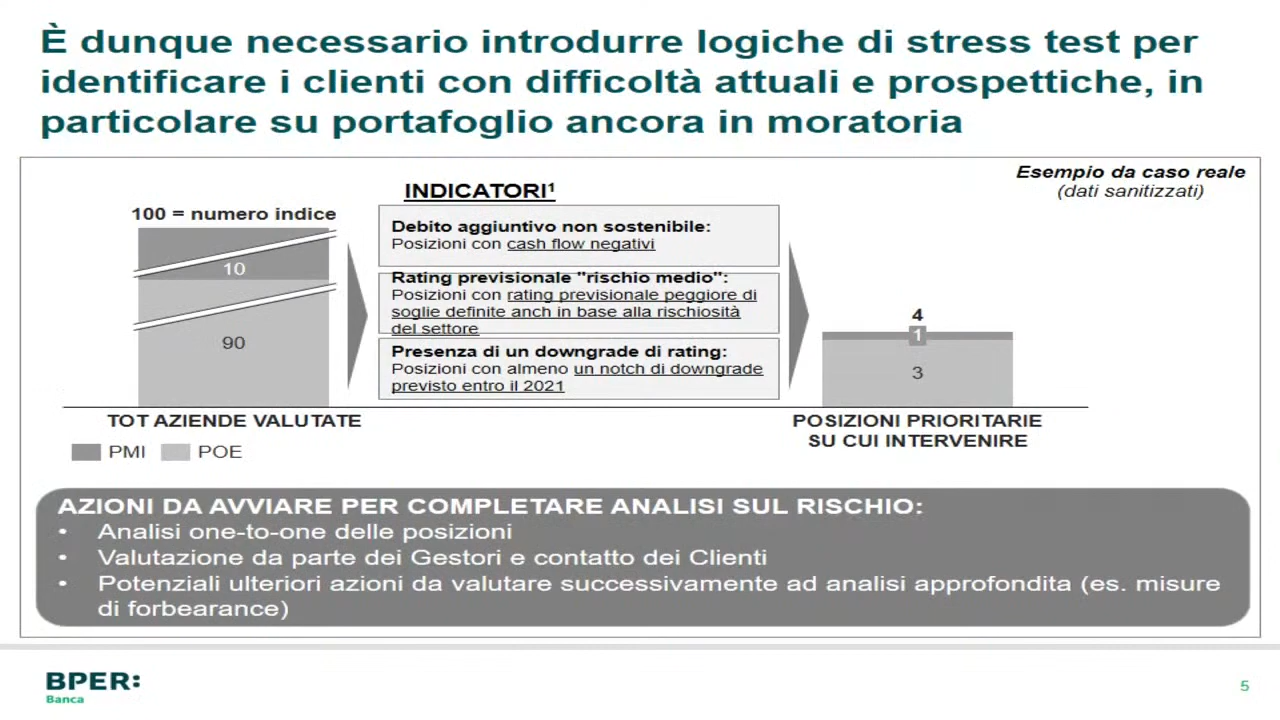 È dunque necessario introdurre logiche di stress test per
identificare i clienti con difficoltà attuali e prospettiche, in
particolare su portafoglio ancora in moratoria
Esempio da caso reale
(dati sanitizzati)
INDICATORI¹
100 = numero indice
10
90
TOT AZIENDE VALUTATE
PMI
POE
Debito aggiuntivo non sostenibile:
Posizioni con cash flow negativi
Rating previsionale "rischio medio":
Posizioni con rating previsionale peggiore di
soglie definite anch in base alla rischiosità
del settore
Presenza di un downgrade di rating:
Posizioni con almeno un notch di downgrade
previsto entro il 2021
4
1
3
POSIZIONI PRIORITARIE
SU CUI INTERVENIRE
AZIONI DA AVVIARE PER COMPLETARE ANALISI SUL RISCHIO:
• Analisi one-to-one delle posizioni
• Valutazione da parte dei Gestori e contatto dei Clienti
• Potenziali ulteriori azioni da valutare successivamente ad analisi approfondita (es. misure
di forbearance)
BPER:
Banca
5